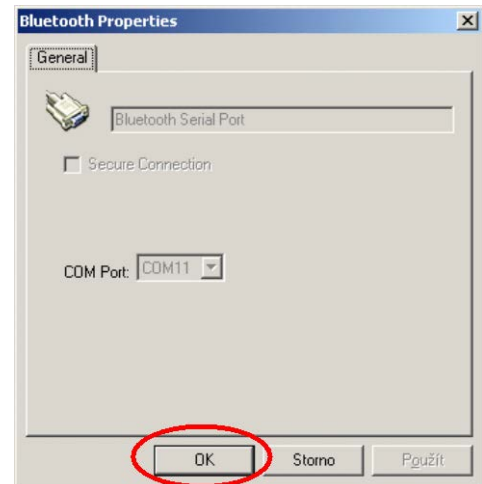 Bluetooth Properties
General
Bluetooth Serial Port
Secure Connection
COM Port: COM11
OK Storno Použít